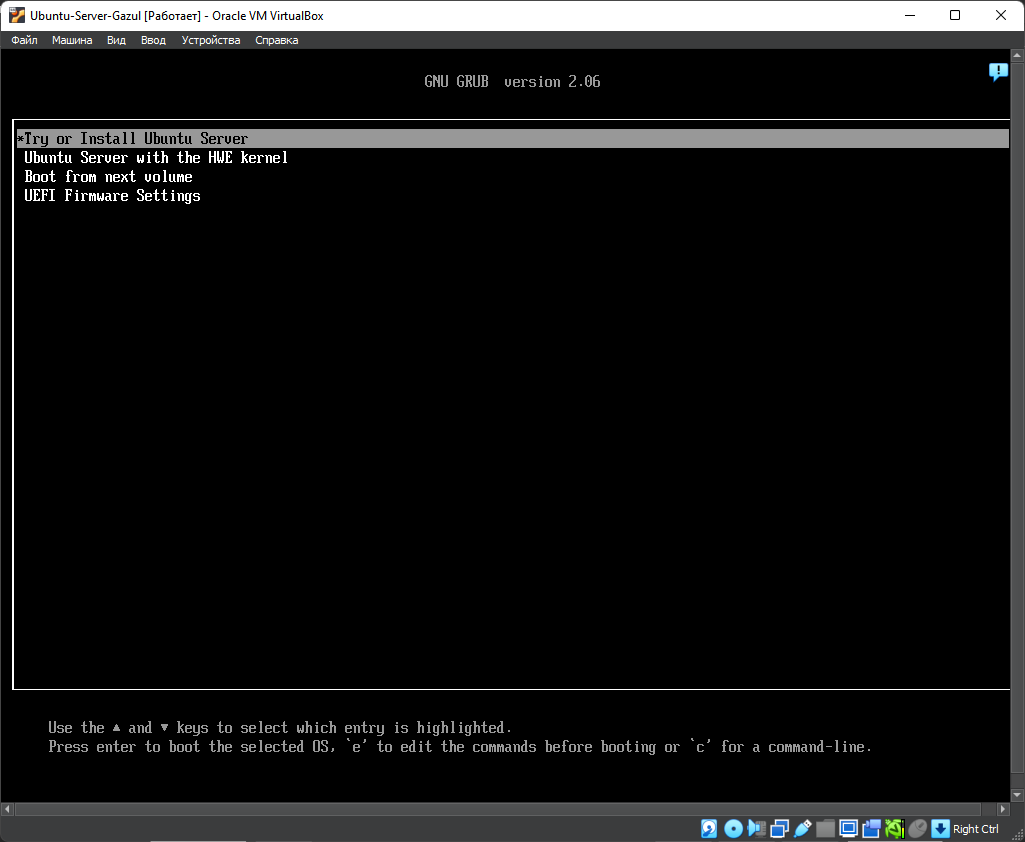 Ubuntu-Server-Gazul [Работает] - Oracle VM VirtualBox
Файл Машина Вид Ввод Устройства Справка
GNU GRUB version 2.06
*Try or Install Ubuntu Server
Ubuntu Server with the HWE kernel
Boot from next volume
UEFI Firmware Settings
Use the ▲ and ▼ keys to select which entry is highlighted.
Press enter to boot the selected OS, `e' to edit the commands before booting or `c' for a command-line.
Right Ctrl